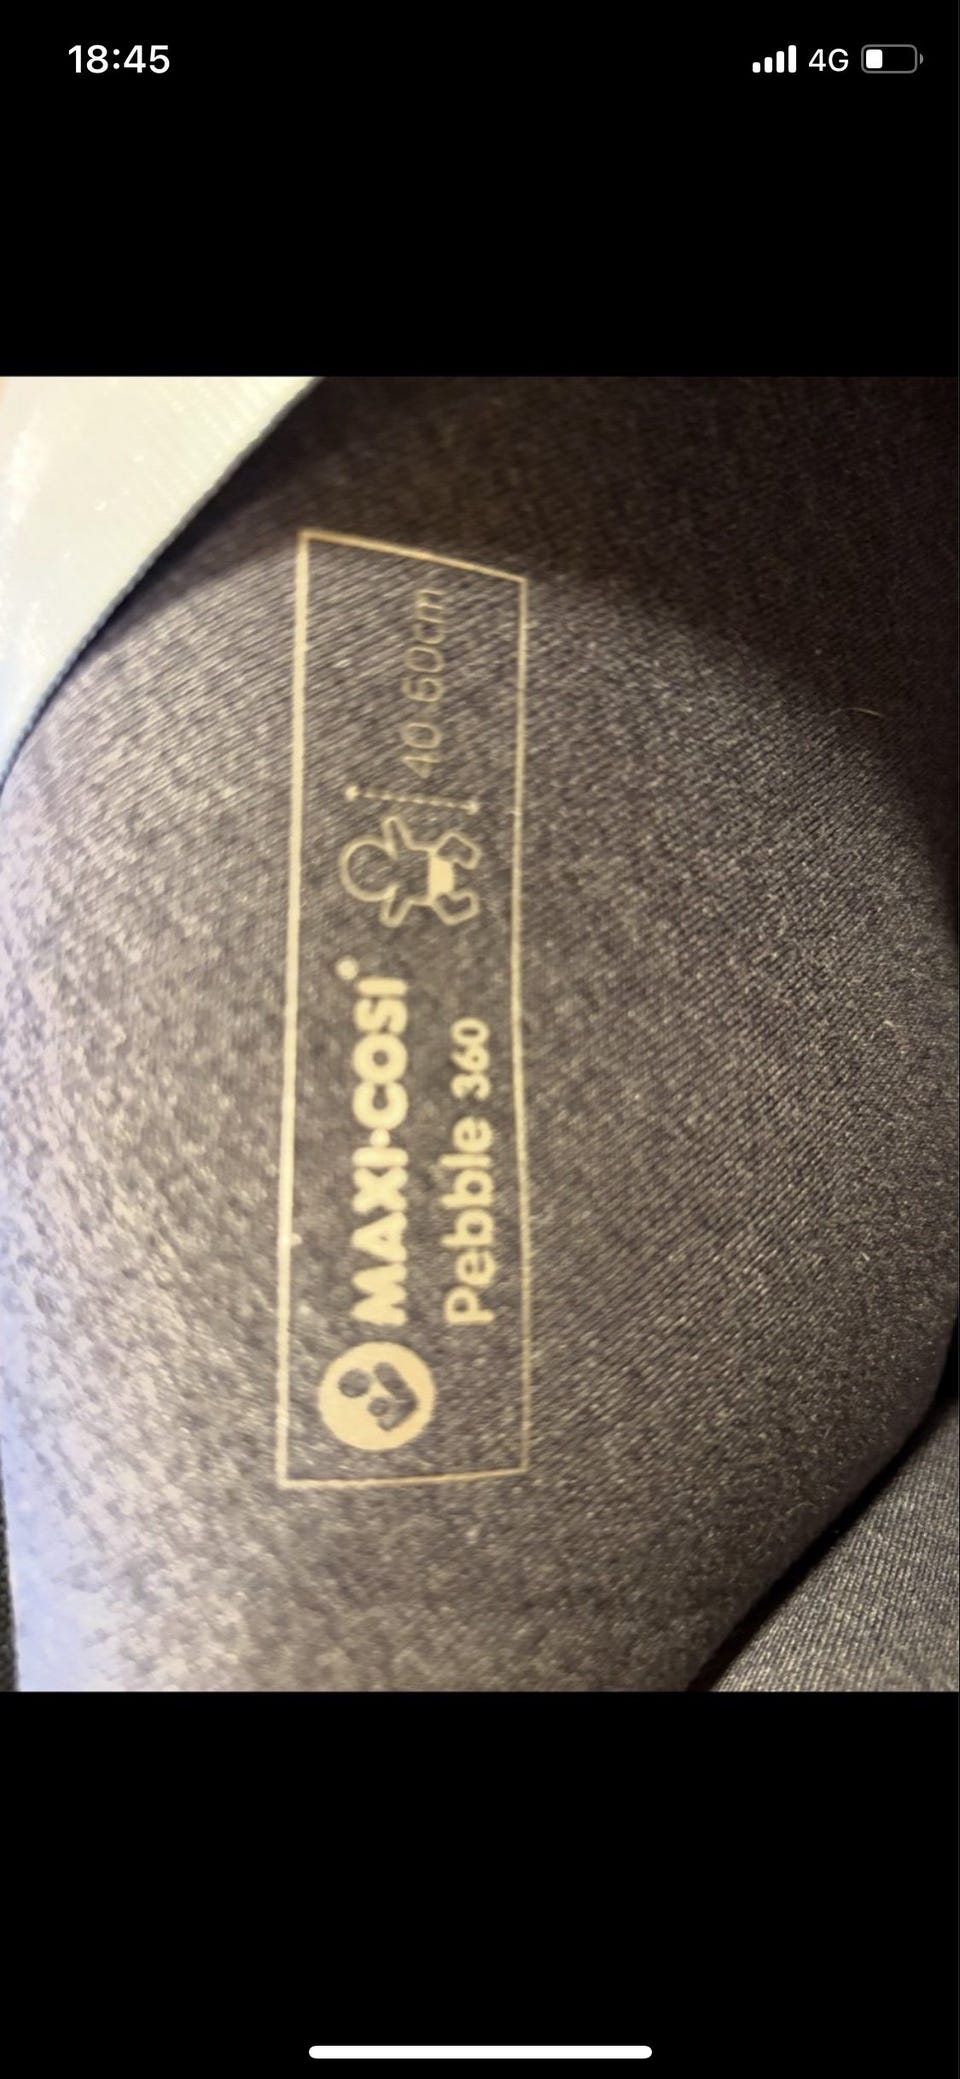 18:45
4G
MAXI·COSI
Pebble 360
40-60cm